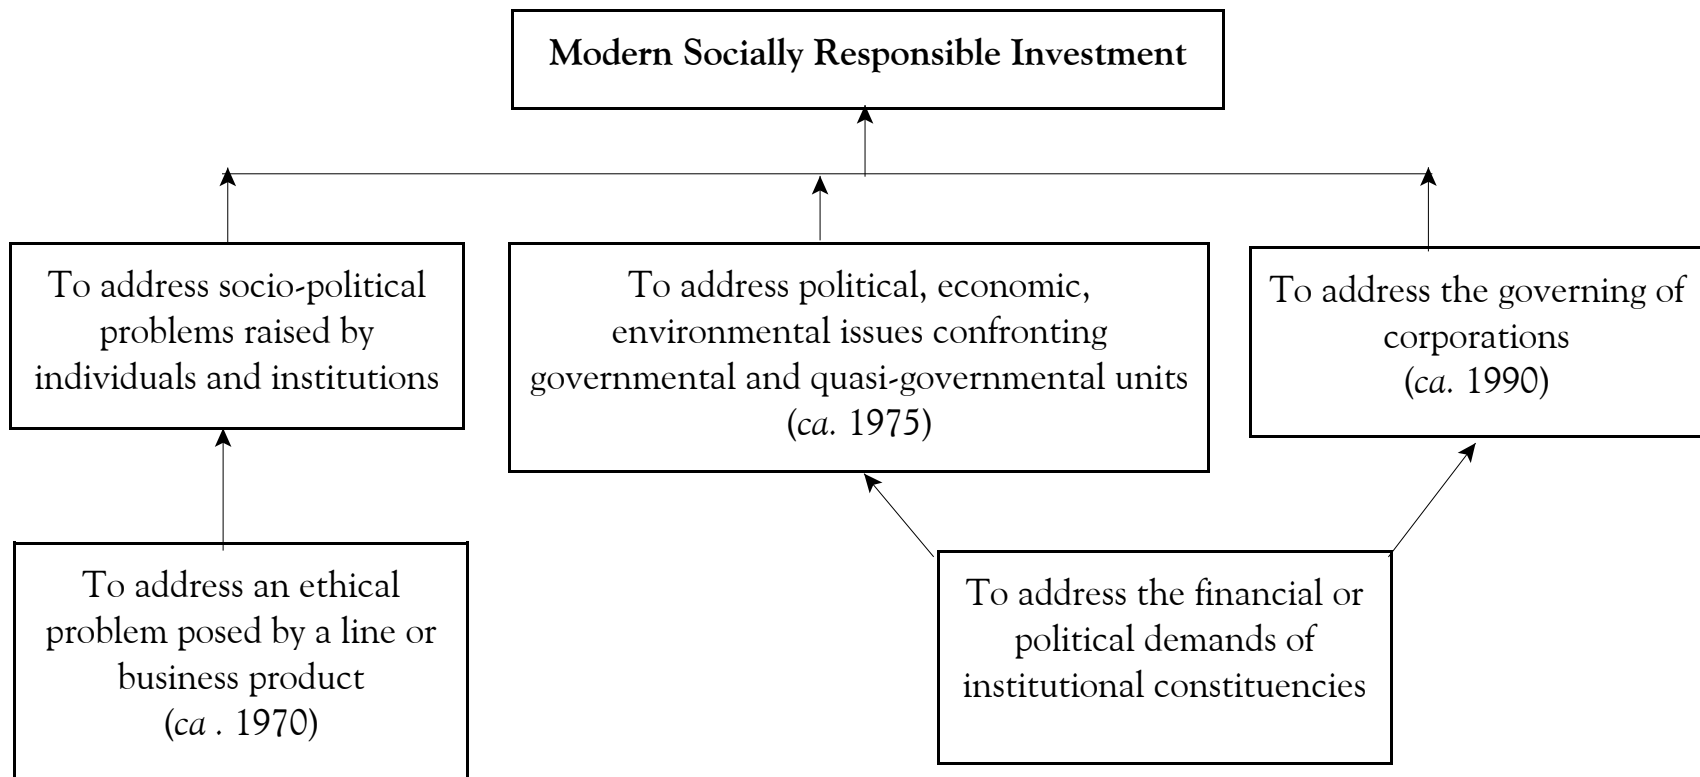 Modern Socially Responsible Investment
To address socio-political
problems raised by
individuals and institutions
To address political, economic,
environmental issues confronting
governmental and quasi-governmental units
(ca. 1975)
To address the governing of
corporations
(ca. 1990)
To address an ethical
problem posed by a line or
business product
(ca . 1970)
To address the financial or
political demands of
institutional constituencies